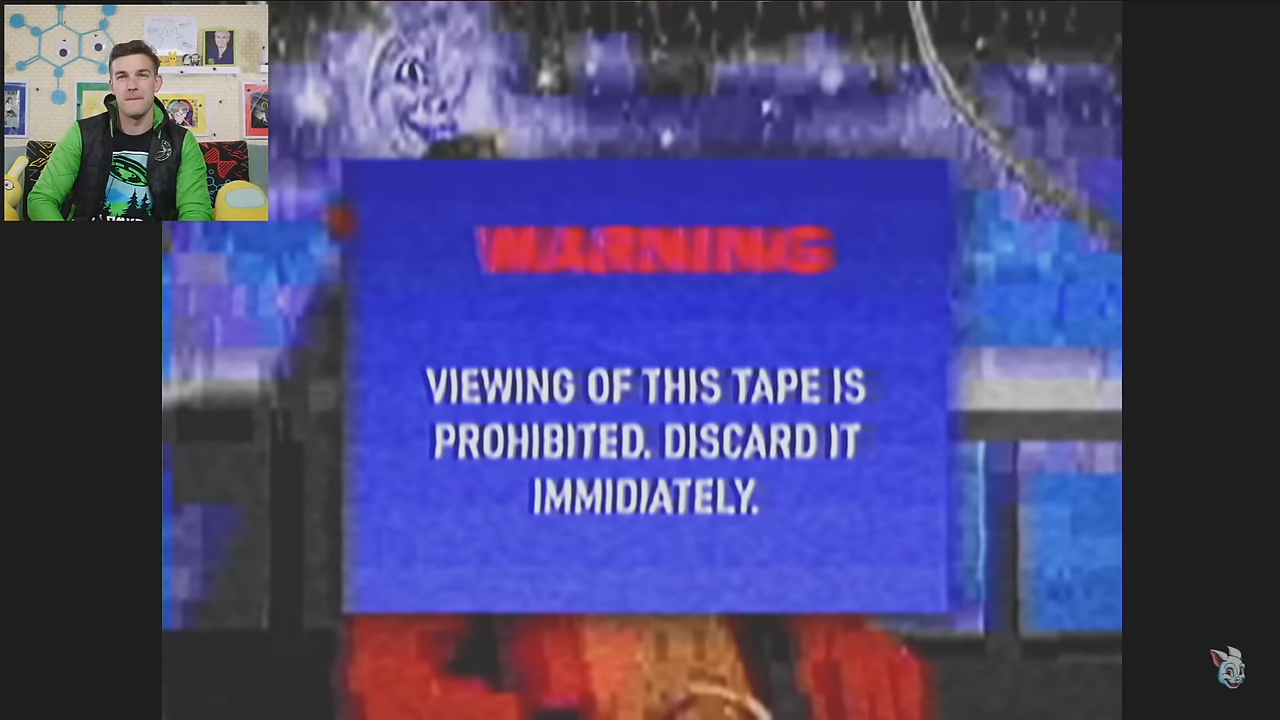 WARNING
VIEWING OF THIS TAPE IS
PROHIBITED. DISCARD IT
IMMIDIATELY.